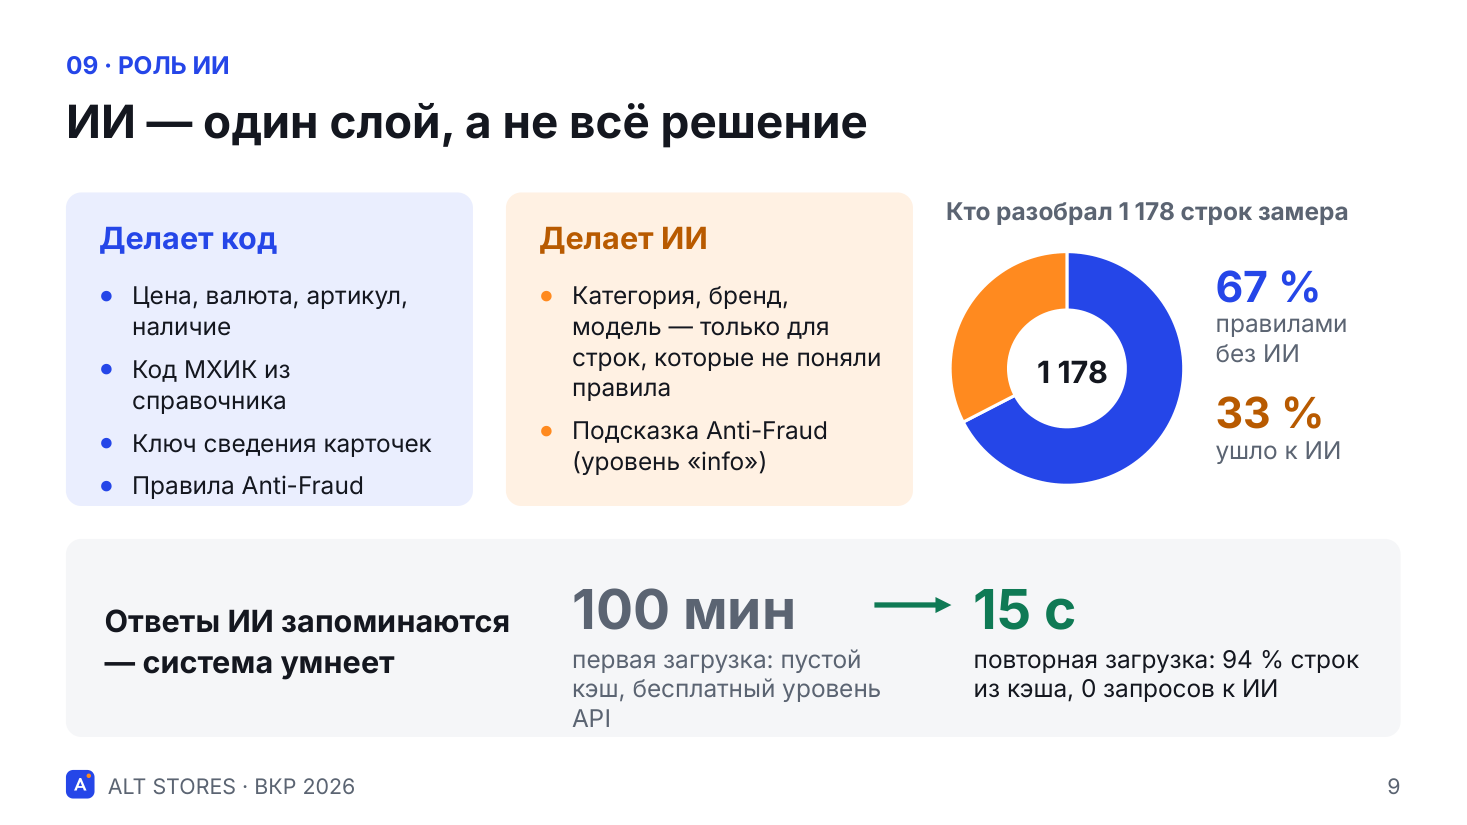 09 · РОЛЬ ИИ
ИИ — один слой, а не всё решение
Делает код
Цена, валюта, артикул,
наличие
Код МХИК из
справочника
Ключ сведения карточек
Правила Anti-Fraud
Делает ИИ
Категория, бренд,
модель — только для
строк, которые не поняли
правила
Подсказка Anti-Fraud
(уровень «info»)
Кто разобрал 1 178 строк замера
1 178
67 %
правилами
без ИИ
33 %
ушло к ИИ
Ответы ИИ запоминаются
— система умнеет
100 мин
первая загрузка: пустой
кэш, бесплатный уровень
API
15 с
повторная загрузка: 94 % строк
из кэша, 0 запросов к ИИ
A ALT STORES · ВКР 2026
9